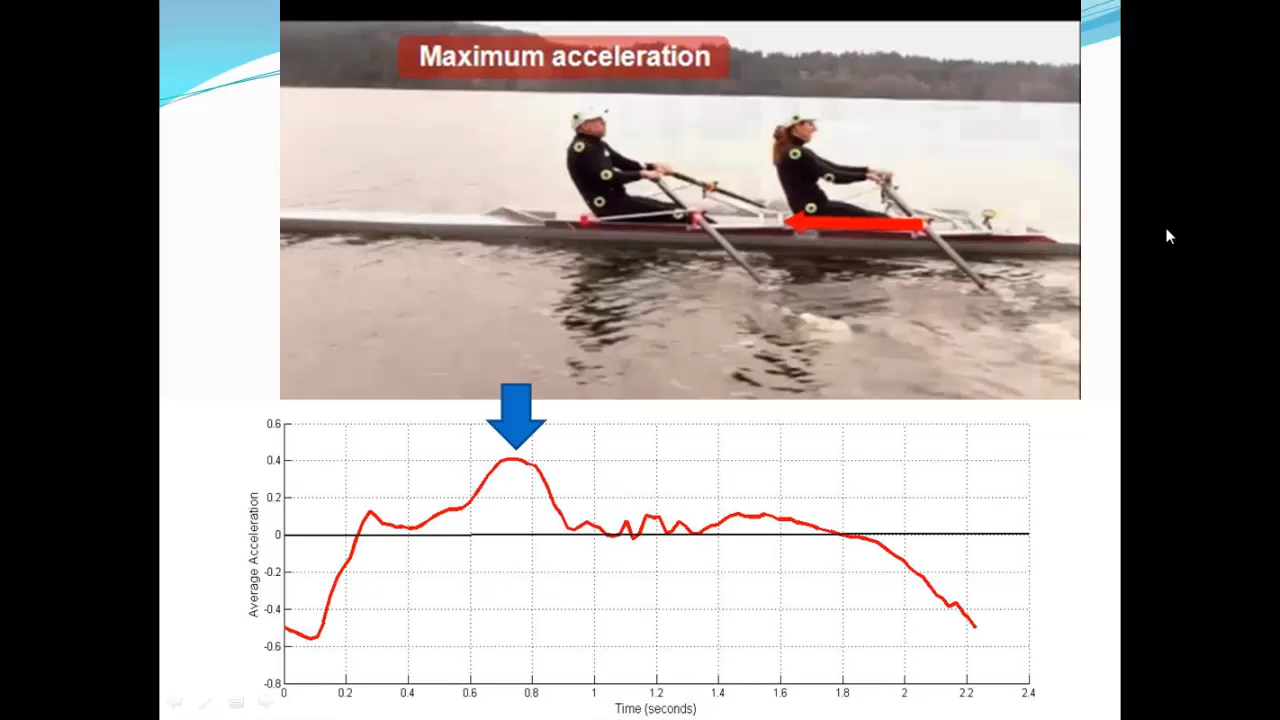 Maximum acceleration
0.6
0.4
0.2
0
-0.2
-0.4
-0.6
-0.8
Average Acceleration
0 0.2 0.4 0.6 0.8 1 1.2 1.4 1.6 1.8 2 2.2 2.4
Time (seconds)